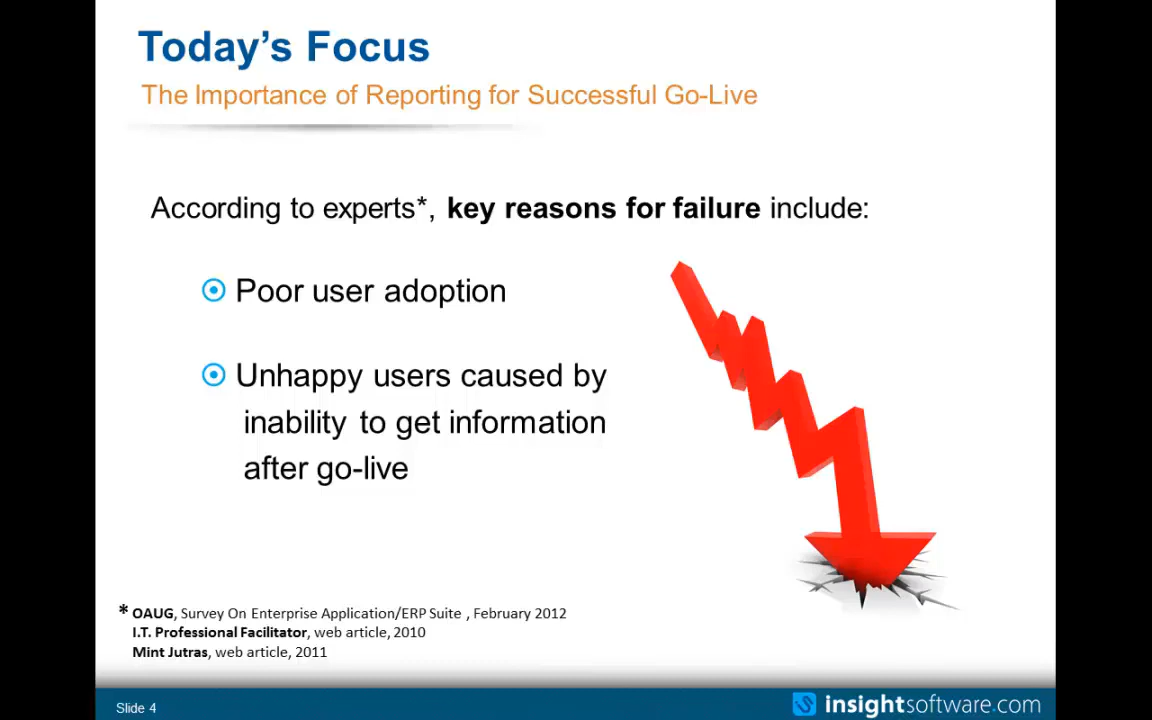 Today’s Focus
The Importance of Reporting for Successful Go-Live
According to experts*, key reasons for failure include:
Poor user adoption
Unhappy users caused by
inability to get information
after go-live
* OAUG, Survey On Enterprise Application/ERP Suite , February 2012
I.T. Professional Facilitator, web article, 2010
Mint Jutras, web article, 2011
Slide 4
insightsoftware.com